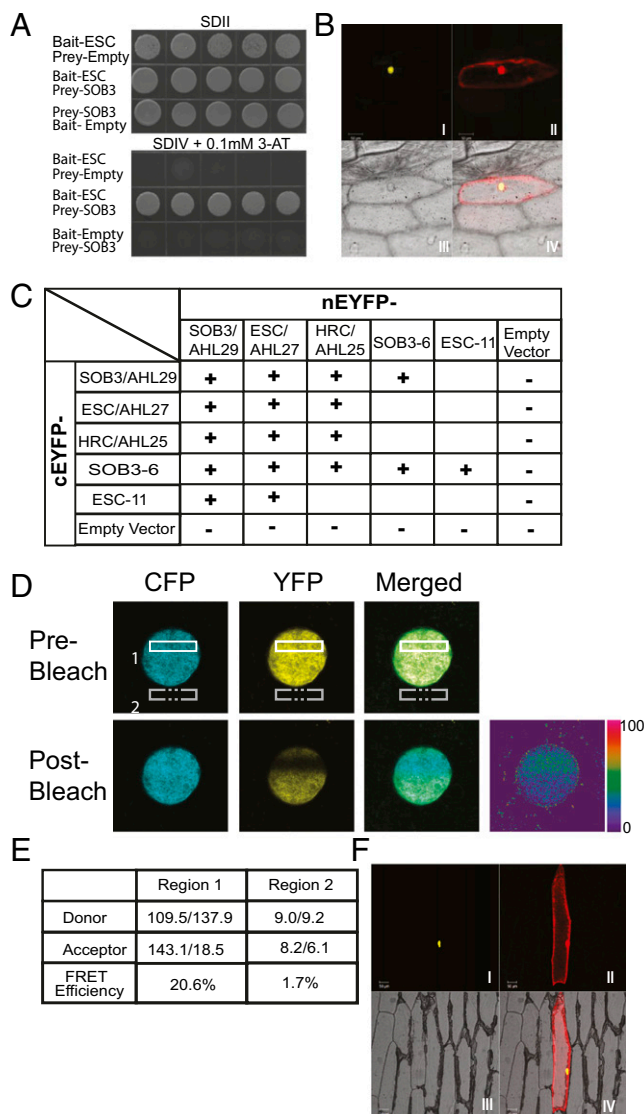 A
SDII
Bait-ESC
Prey-Empty
Bait-ESC
Prey-SOB3
Prey-SOB3
Bait- Empty
SDIV + 0.1mM 3-AT
Bait-ESC
Prey-Empty
Bait-ESC
Prey-SOB3
Bait-Empty
Prey-SOB3
B
I
II
III
IV
C
nEYFP-
SOB3/AHL29 ESC/AHL27 HRC/AHL25 SOB3-6 ESC-11 Empty Vector
cEYFP-
SOB3/AHL29 + + + + -
ESC/AHL27 + + + -
HRC/AHL25 + + + -
SOB3-6 + + + + + -
ESC-11 + + -
Empty Vector - - - - - -
D
CFP YFP Merged
Pre-Bleach
1
2
Post-Bleach
100
0
E
Region 1 Region 2
Donor 109.5/137.9 9.0/9.2
Acceptor 143.1/18.5 8.2/6.1
FRET Efficiency 20.6% 1.7%
F
I
II
III
IV